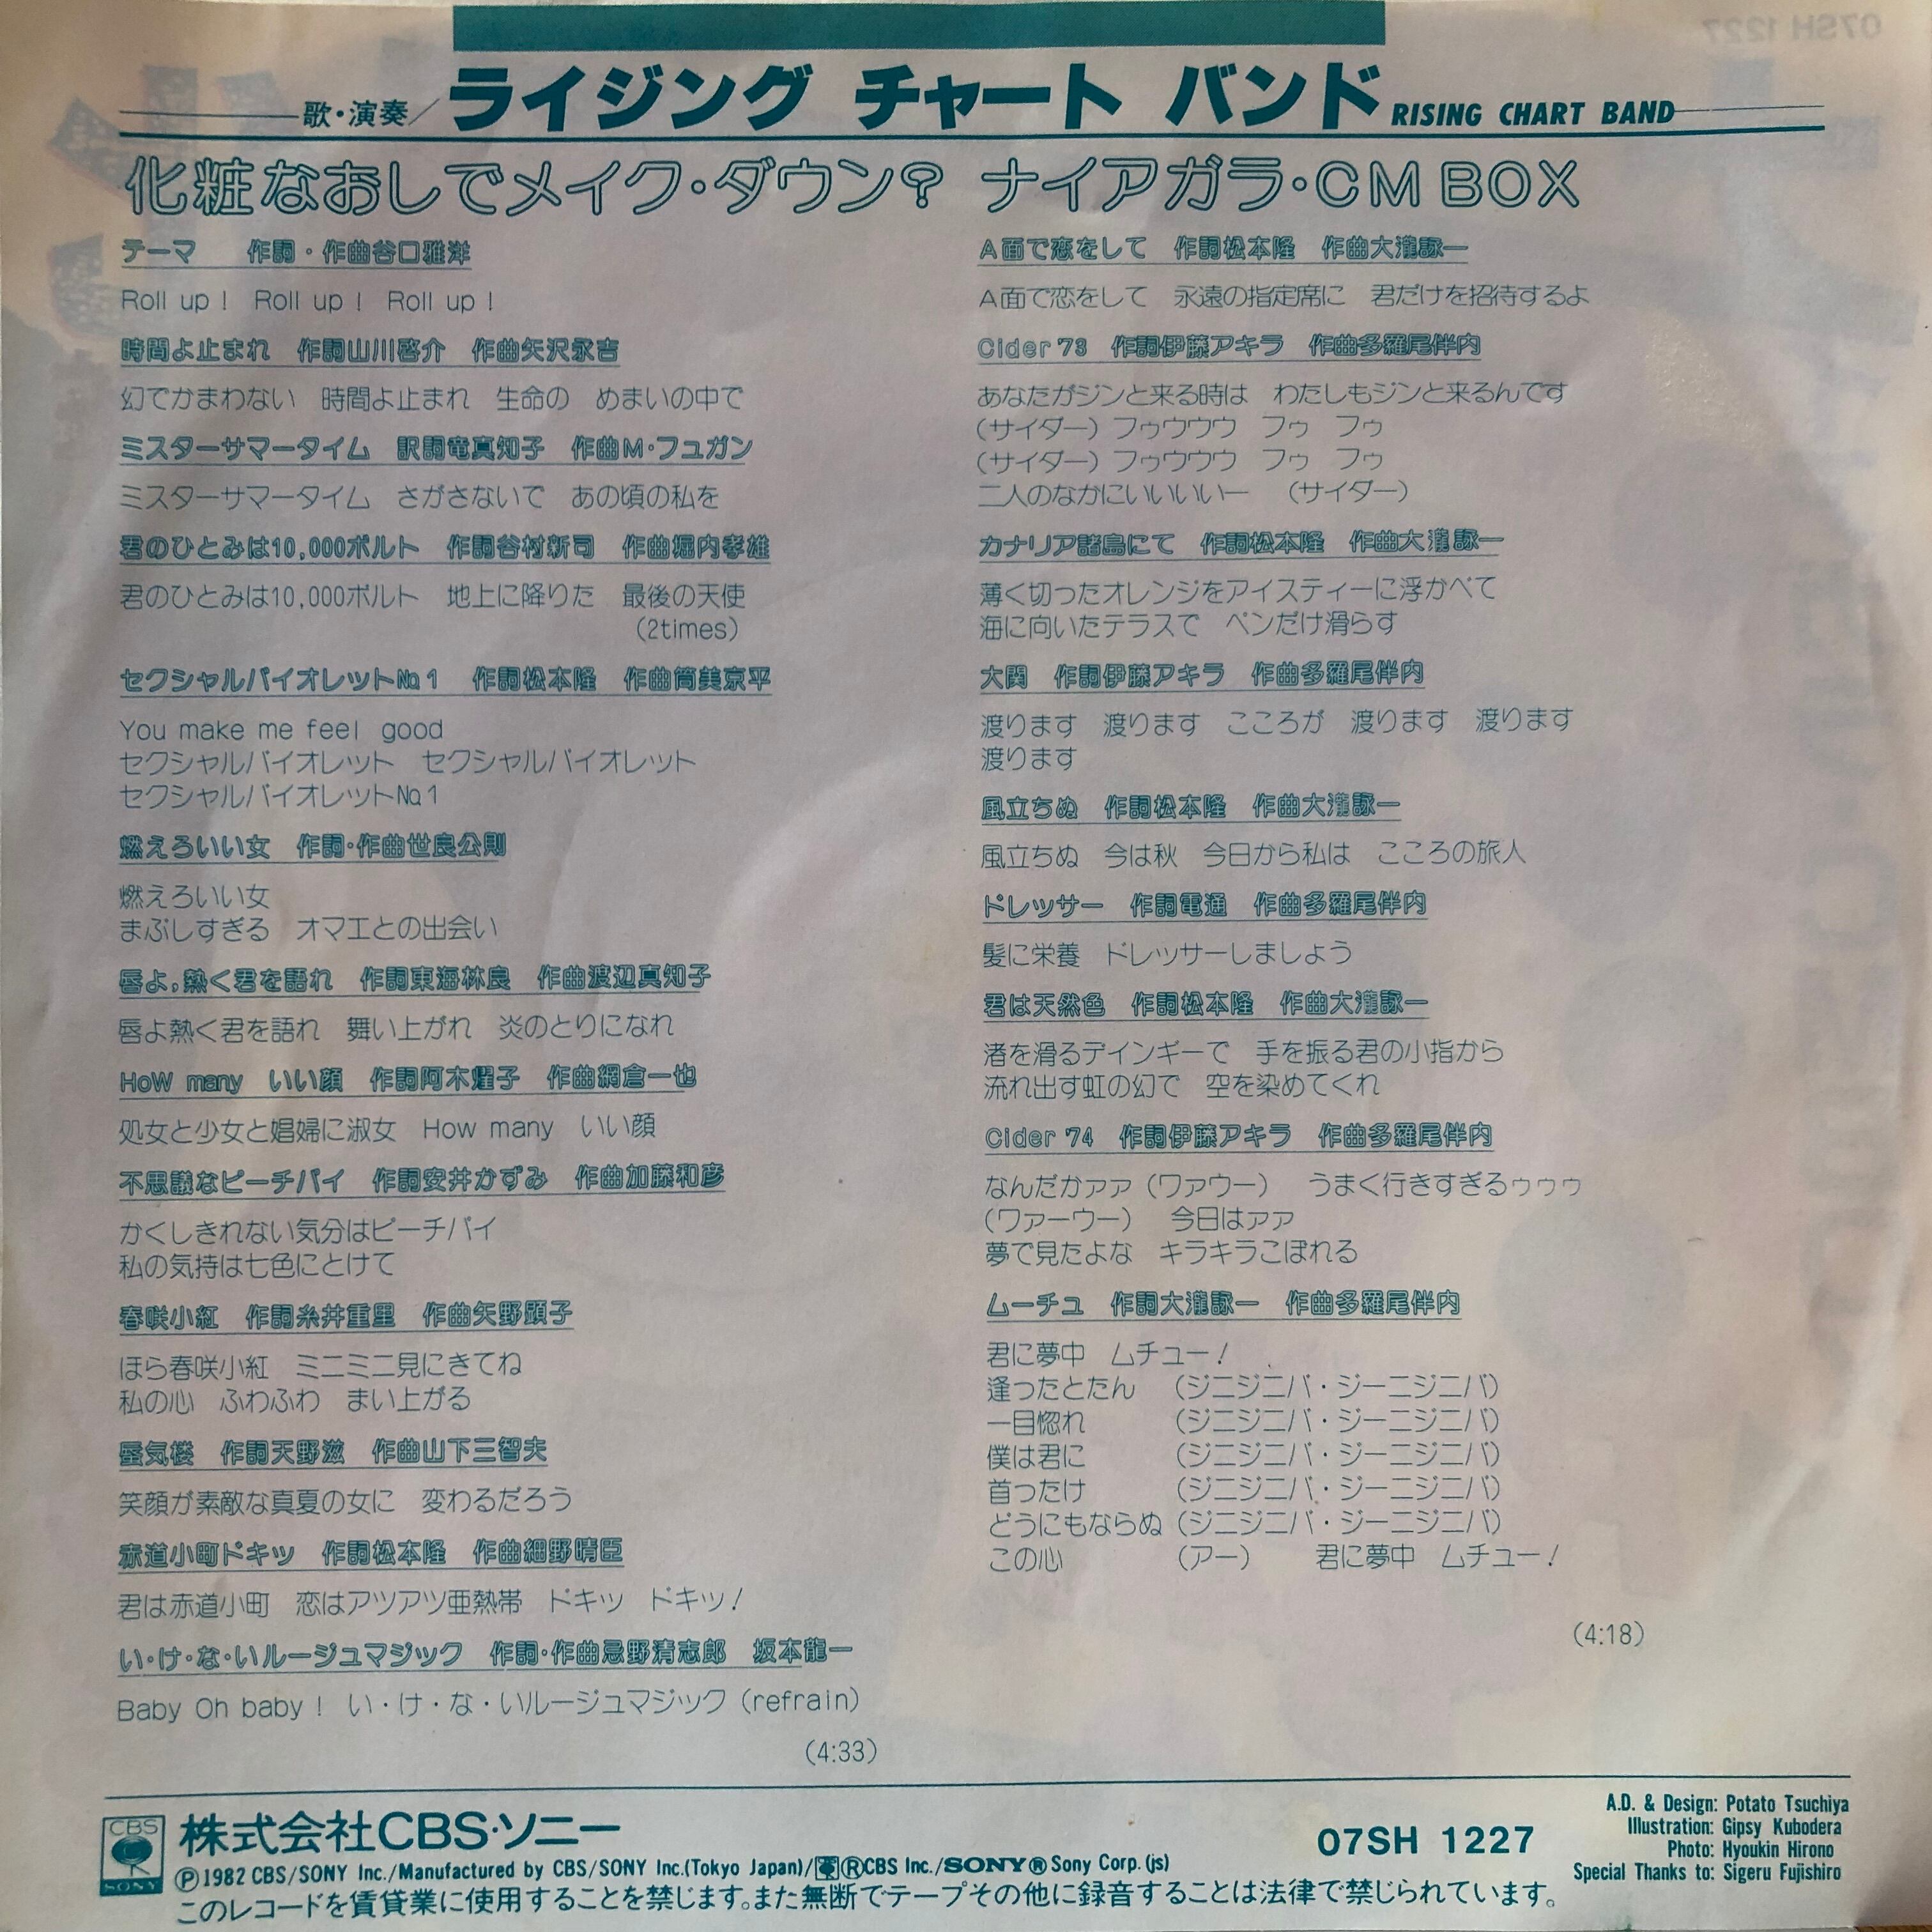 07SH 1227
歌・演奏／ライジング チャート バンド RISING CHART BAND
化粧なおしでメイク・ダウン?
テーマ 作詞・作曲谷口雅洋
Roll up! Roll up! Roll up!
時間よ止まれ 作詞山川啓介 作曲矢沢永吉
幻でかまわない 時間よ止まれ 生命の めまいの中で
ミスターサマータイム 訳詞竜真知子 作曲M・フュガン
ミスターサマータイム さがさないで あの頃の私を
君のひとみは10,000ボルト 作詞谷村新司 作曲堀内孝雄
君のひとみは10,000ボルト 地上に降りた 最後の天使
(2times)
セクシャルバイオレット№1 作詞松本隆 作曲筒美京平
You make me feel good
セクシャルバイオレット セクシャルバイオレット
セクシャルバイオレット№1
燃えろいい女 作詞・作曲世良公則
燃えろいい女
まぶしすぎる オマエとの出会い
唇よ,熱く君を語れ 作詞東海林良 作曲渡辺真知子
唇よ熱く君を語れ 舞い上がれ 炎のとりになれ
HoW many いい顔 作詞阿木燿子 作曲網倉一也
処女と少女と娼婦に淑女 How many いい顔
不思議なピーチパイ 作詞安井かずみ 作曲加藤和彦
かくしきれない気分はピーチパイ
私の気持は七色にとけて
春咲小紅 作詞糸井重里 作曲矢野顕子
ほら春咲小紅 ミニミニ見にきてね
私の心 ふわふわ まい上がる
蜃気楼 作詞天野滋 作曲山下三智夫
笑顔が素敵な真夏の女に 変わるだろう
赤道小町ドキッ 作詞松本隆 作曲細野晴臣
君は赤道小町 恋はアツアツ亜熱帯 ドキッ ドキッ!
い・け・な・いルージュマジック 作詞・作曲忌野清志郎 坂本龍一
Baby Oh baby! い・け・な・いルージュマジック (refrain)
(4:33)
ナイアガラ・CM BOX
A面で恋をして 作詞松本隆 作曲大瀧詠一
A面で恋をして 永遠の指定席に 君だけを招待するよ
Cider '73 作詞伊藤アキラ 作曲多羅尾伴内
あなたがジンと来る時は わたしもジンと来るんです
(サイダー) フゥウウウ フゥ フゥ
(サイダー) フゥウウウ フゥ フゥ
二人のなかにいいいいー (サイダー)
カナリア諸島にて 作詞松本隆 作曲大瀧詠一
薄く切ったオレンジをアイスティーに浮かべて
海に向いたテラスで ペンだけ滑らす
大関 作詞伊藤アキラ 作曲多羅尾伴内
渡ります 渡ります こころが 渡ります 渡ります
渡ります
風立ちぬ 作詞松本隆 作曲大瀧詠一
風立ちぬ 今は秋 今日から私は こころの旅人
ドレッサー 作詞電通 作曲多羅尾伴内
髪に栄養 ドレッサーしましょう
君は天然色 作詞松本隆 作曲大瀧詠一
渚を滑るデインギーで 手を振る君の小指から
流れ出す虹の幻で 空を染めてくれ
Cider '74 作詞伊藤アキラ 作曲多羅尾伴内
なんだかァァ (ワァウー) うまく行きすぎるゥゥゥ
(ワァーウー) 今日はァァ
夢で見たよな キラキラこぼれる
ムーチュ 作詞大瀧詠一 作曲多羅尾伴内
君に夢中 ムチュー!
逢ったとたん (ジニジニバ・ジーニジニバ)
一目惚れ (ジニジニバ・ジーニジニバ)
僕は君に (ジニジニバ・ジーニジニバ)
首ったけ (ジニジニバ・ジーニジニバ)
どうにもならぬ (ジニジニバ・ジーニジニバ)
この心 (アー) 君に夢中 ムチュー!
(4:18)
CBS SONY 株式会社CBS・ソニー
Ⓟ1982 CBS/SONY Inc./Manufactured by CBS/SONY Inc.(Tokyo Japan)/ⓇCBS Inc./SONY®Sony Corp.(js)
このレコードを賃貸業に使用することを禁じます。また無断でテープその他に録音することは法律で禁じられています。
07SH 1227
A.D. & Design: Potato Tsuchiya
Illustration: Gipsy Kubodera
Photo: Hyoukin Hirono
Special Thanks to: Sigeru Fujishiro